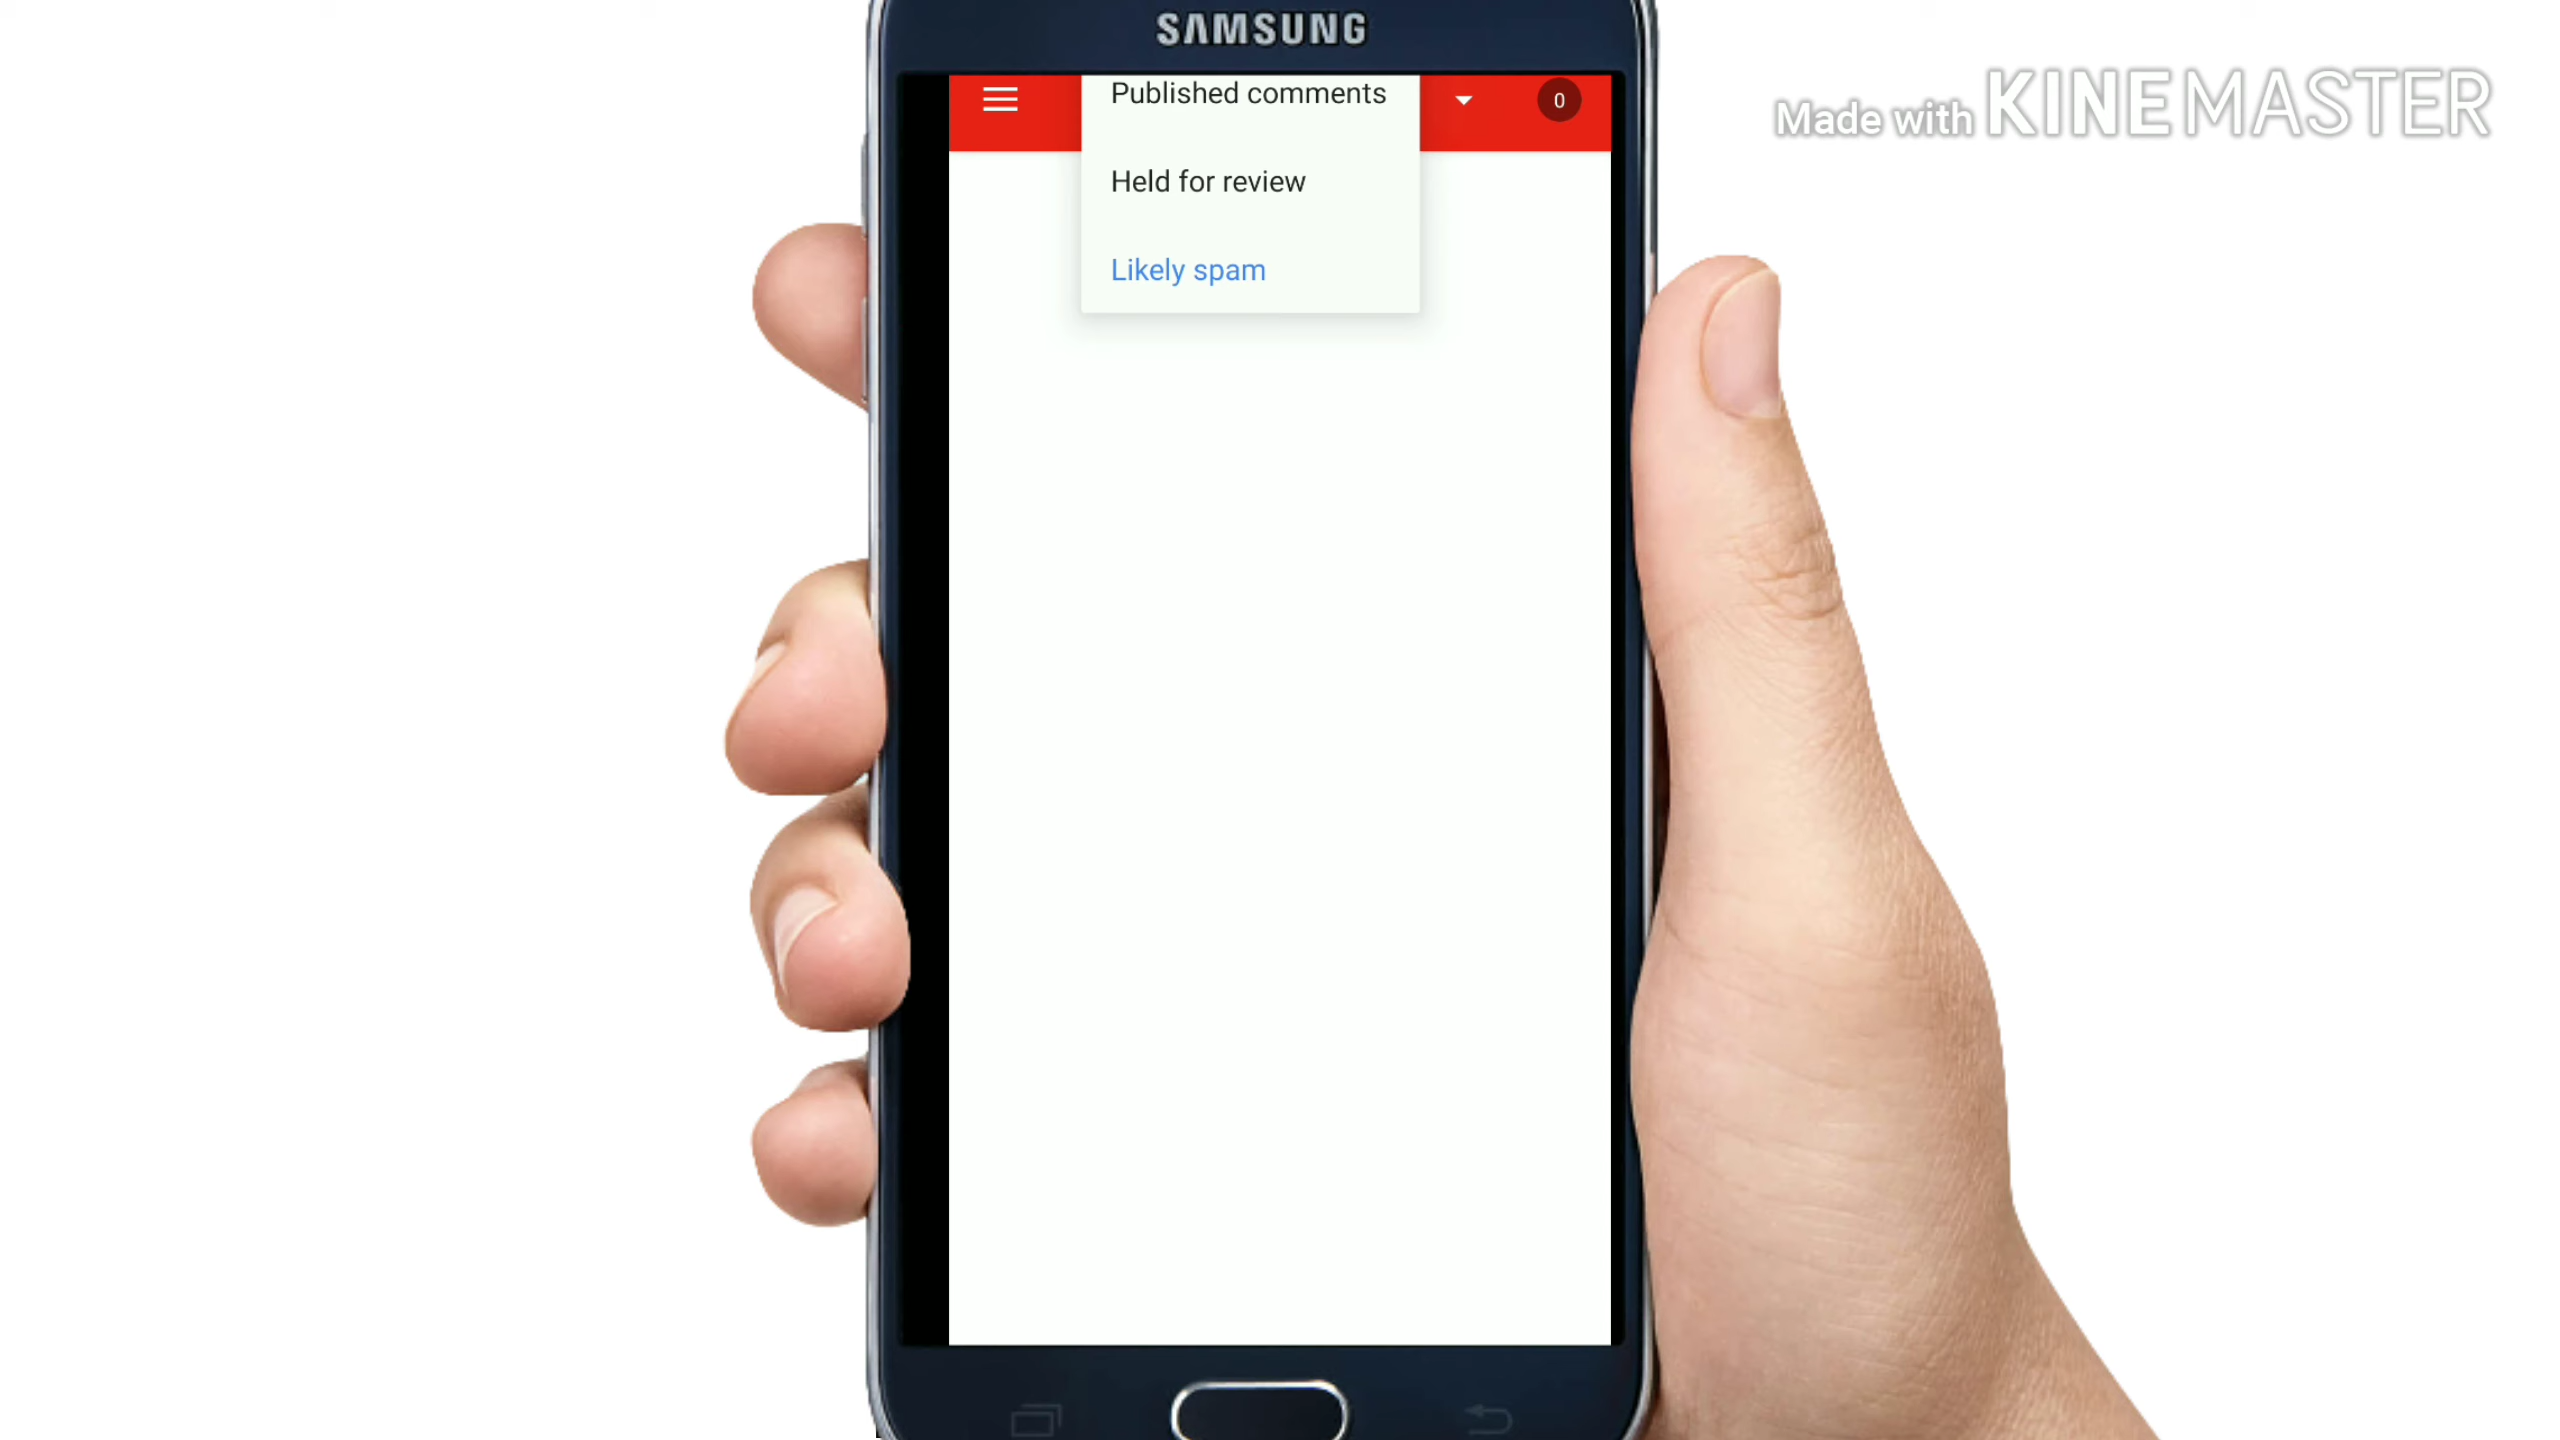 SAMSUNG
Made with KINEMASTER
Published comments
0
Held for review
Likely spam